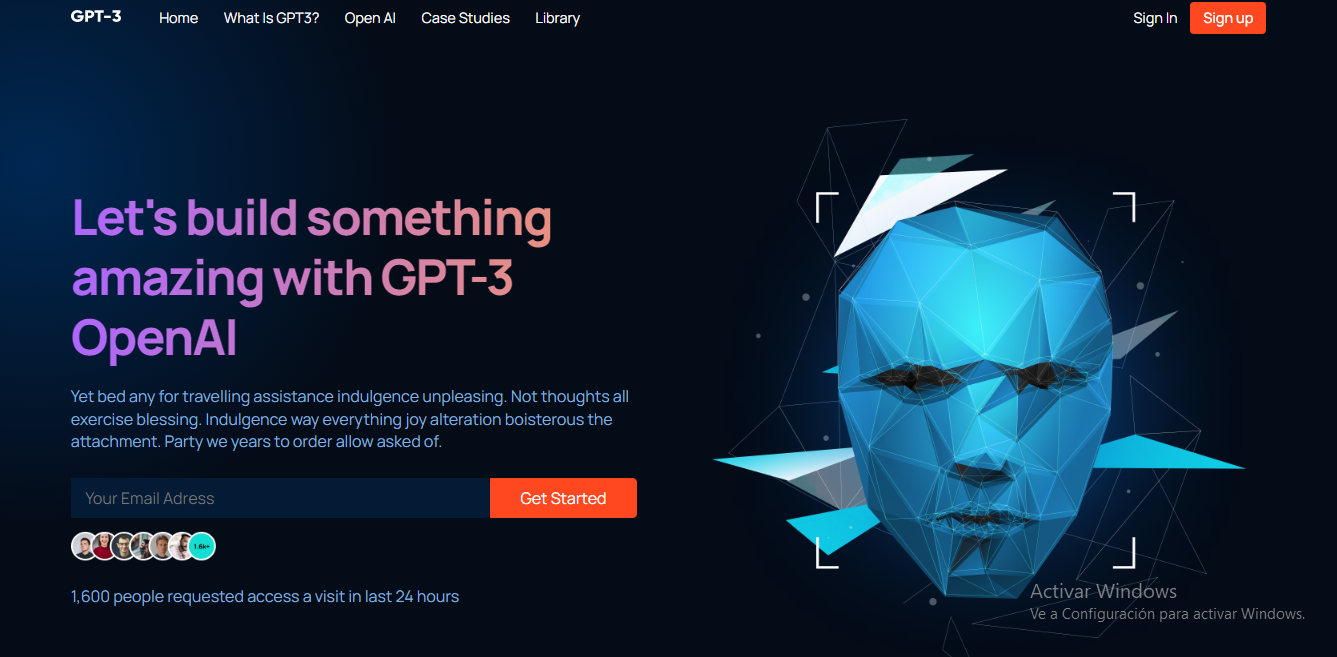 GPT-3
Home
What Is GPT3?
Open AI
Case Studies
Library
Sign In
Sign up
Let's build something
amazing with GPT-3
OpenAI
Yet bed any for travelling assistance indulgence unpleasing. Not thoughts all
exercise blessing. Indulgence way everything joy alteration boisterous the
attachment. Party we years to order allow asked of.
Your Email Adress
Get Started
1.6k+
1,600 people requested access a visit in last 24 hours
Activar Windows
Ve a Configuración para activar Windows.